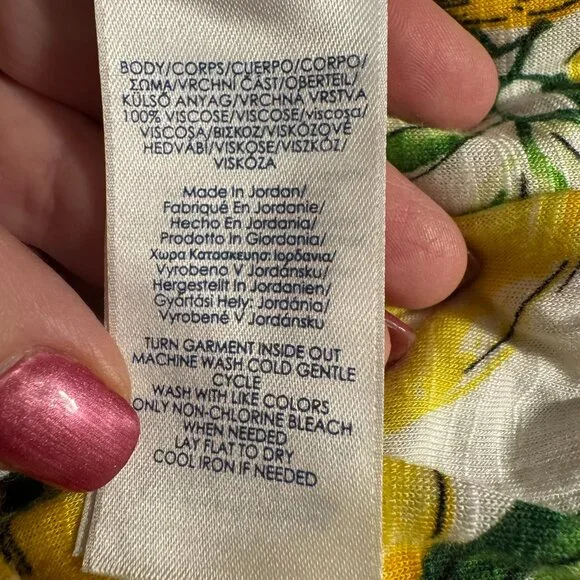 BODY/CORPS/CUERPO/CORPO/
ΣΩΜΑ/VRCHNÍ ČÁST/OBERTEIL/
KÜLSŐ ANYAG/VRCHNÁ VRSTVA
100% VISCOSE/VISCOSE/viscosa/
VISCOSA/ΒΙΣΚΟΖ/VISKÓZOVÉ
HEDVÁBÍ/VISKOSE/VISZKÓZ/
VISKÓZA
Made In Jordan/
Fabriqué En Jordanie/
Hecho En Jordania/
Prodotto In Giordania/
Χωρα Κατασκευησ: Ιορδανια/
Vyrobeno V Jordánsku/
Hergestellt In Jordanien/
Gyártási Hely: Jordánia/
Vyrobené V Jordánsku
TURN GARMENT INSIDE OUT
MACHINE WASH COLD GENTLE
CYCLE
WASH WITH LIKE COLORS
ONLY NON-CHLORINE BLEACH
WHEN NEEDED
LAY FLAT TO DRY
COOL IRON IF NEEDED